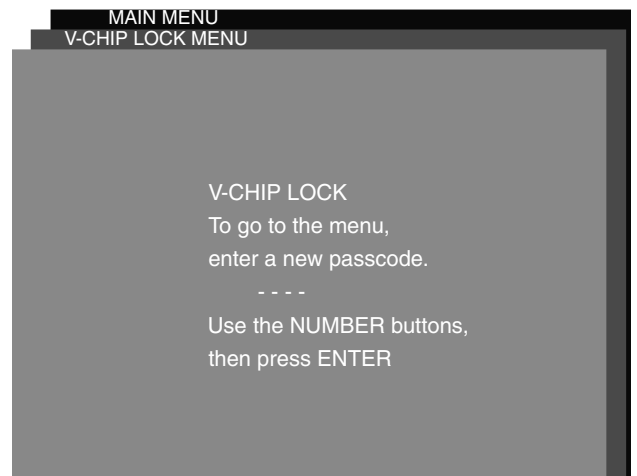 MAIN MENU
V-CHIP LOCK MENU
V-CHIP LOCK
To go to the menu,
enter a new passcode.
- - - -
Use the NUMBER buttons,
then press ENTER